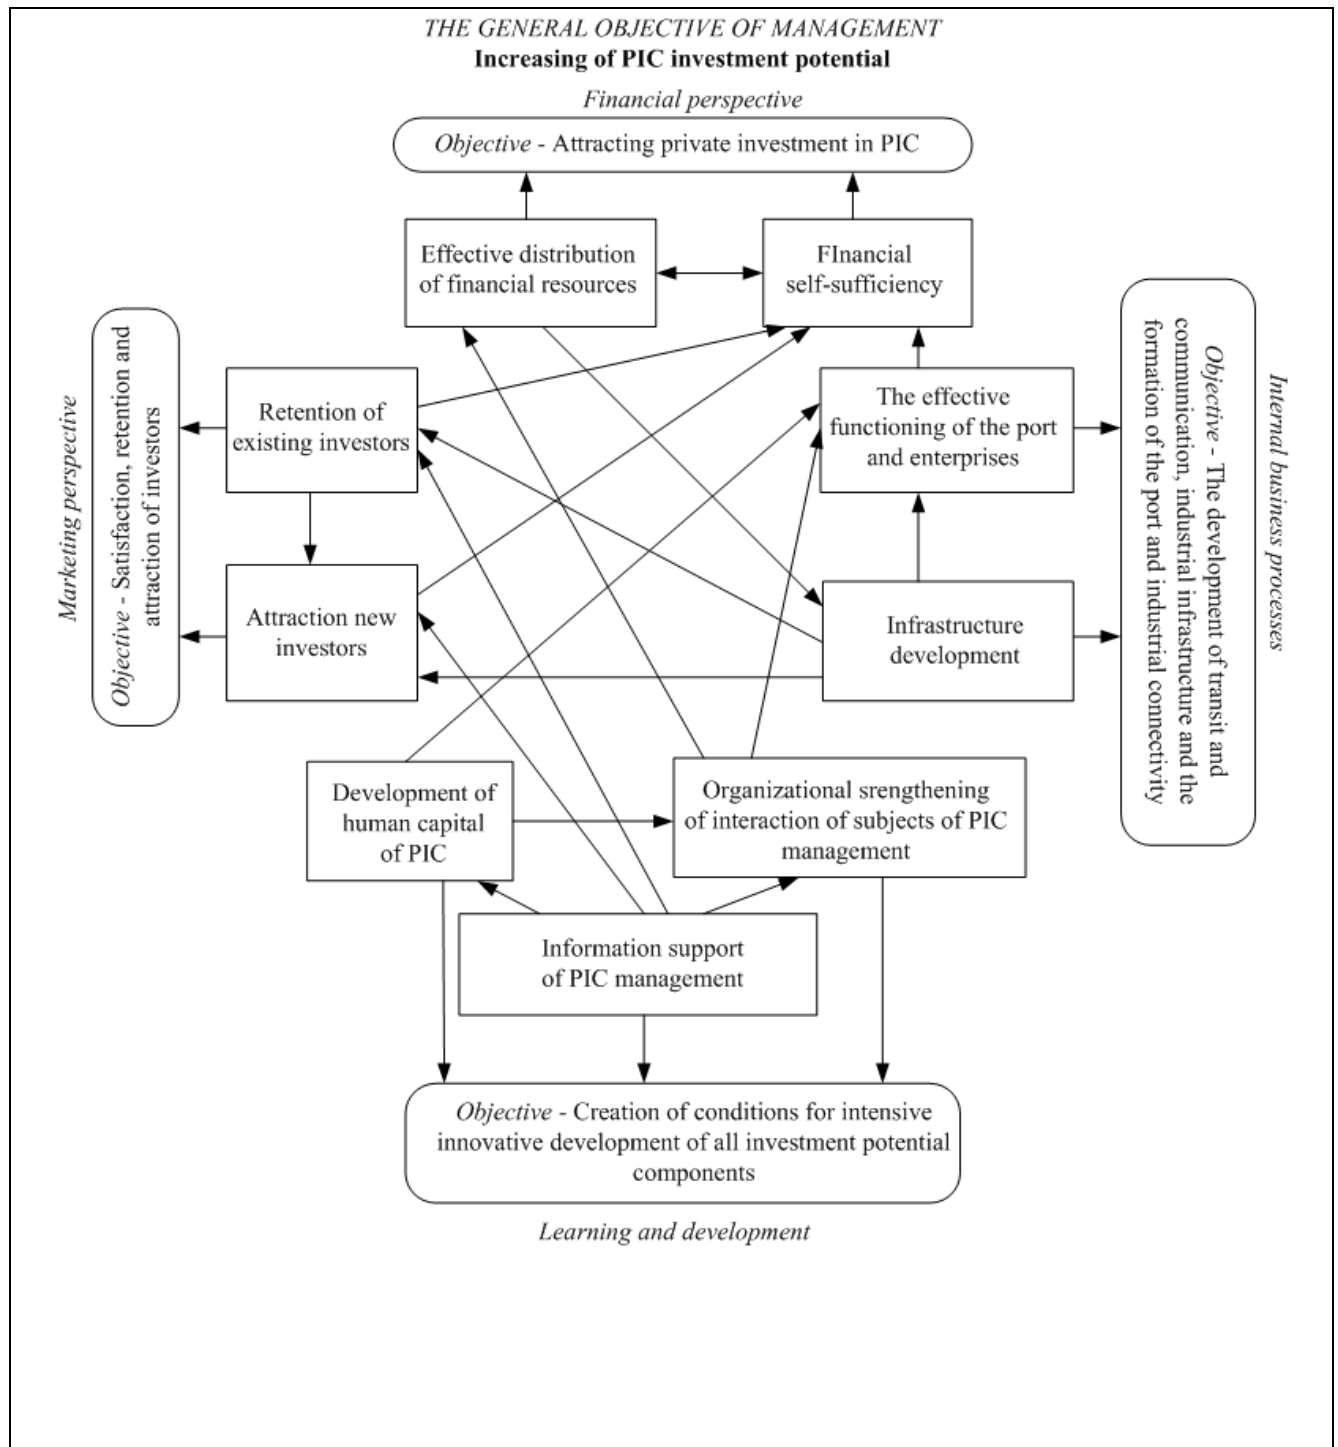 THE GENERAL OBJECTIVE OF MANAGEMENT
Increasing of PIC investment potential
Financial perspective
Objective - Attracting private investment in PIC
Effective distribution
of financial resources
FInancial
self-sufficiency
Marketing perspective
Objective - Satisfaction, retention and
attraction of investors
Retention of
existing investors
The effective
functioning of the port
and enterprises
Internal business processes
Objective - The development of transit and
communication, industrial infrastructure and the
formation of the port and industrial connectivity
Attraction new
investors
Infrastructure
development
Development of
human capital
of PIC
Organizational srengthening
of interaction of subjects of PIC
management
Information support
of PIC management
Objective - Creation of conditions for intensive
innovative development of all investment potential
components
Learning and development